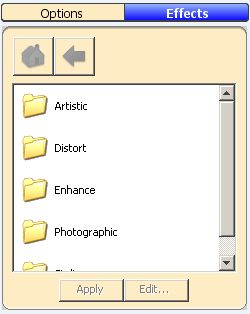 Options Effects
Artistic
Distort
Enhance
Photographic
Apply Edit...